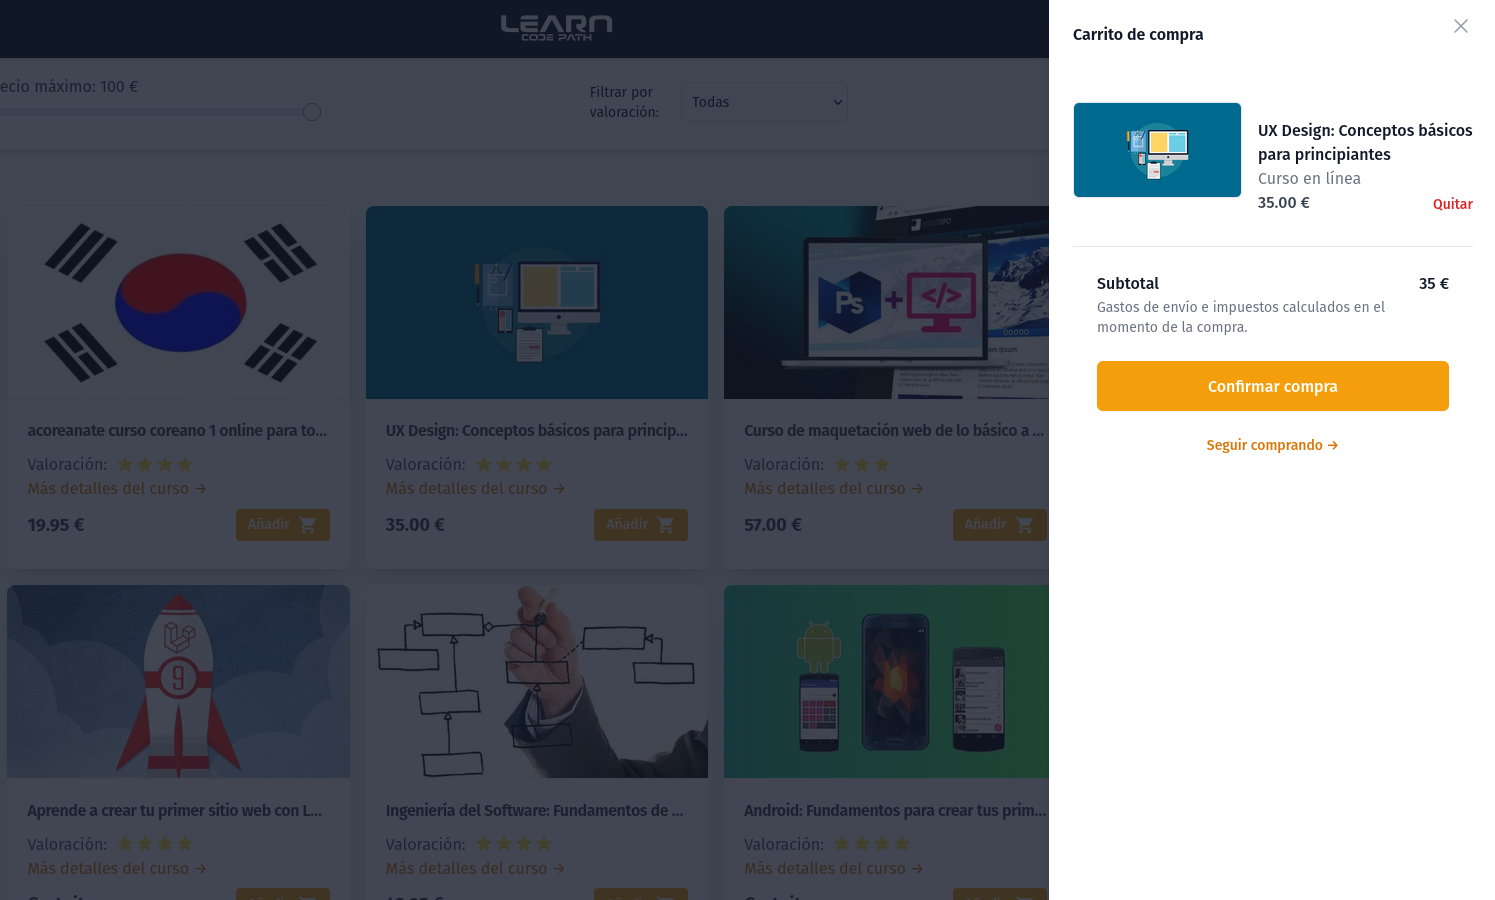 LEARN
CODE PATH
ecio máximo: 100 €
Filtrar por
valoración:
Todas
LOGOTIPO
Ps + </>
acoreanate curso coreano 1 online para to...
Valoración:
Más detalles del curso →
19.95 €
Añadir
UX Design: Conceptos básicos para princip...
Valoración:
Más detalles del curso →
35.00 €
Añadir
Curso de maquetación web de lo básico a ...
Valoración:
Más detalles del curso →
57.00 €
Añadir
9
Aprende a crear tu primer sitio web con L...
Valoración:
Más detalles del curso →
Ingeniería del Software: Fundamentos de ...
Valoración:
Más detalles del curso →
Android: Fundamentos para crear tus prim...
Valoración:
Más detalles del curso →
Carrito de compra
UX Design: Conceptos básicos
para principiantes
Curso en línea
35.00 €
Quitar
Subtotal
35 €
Gastos de envío e impuestos calculados en el
momento de la compra.
Confirmar compra
Seguir comprando →